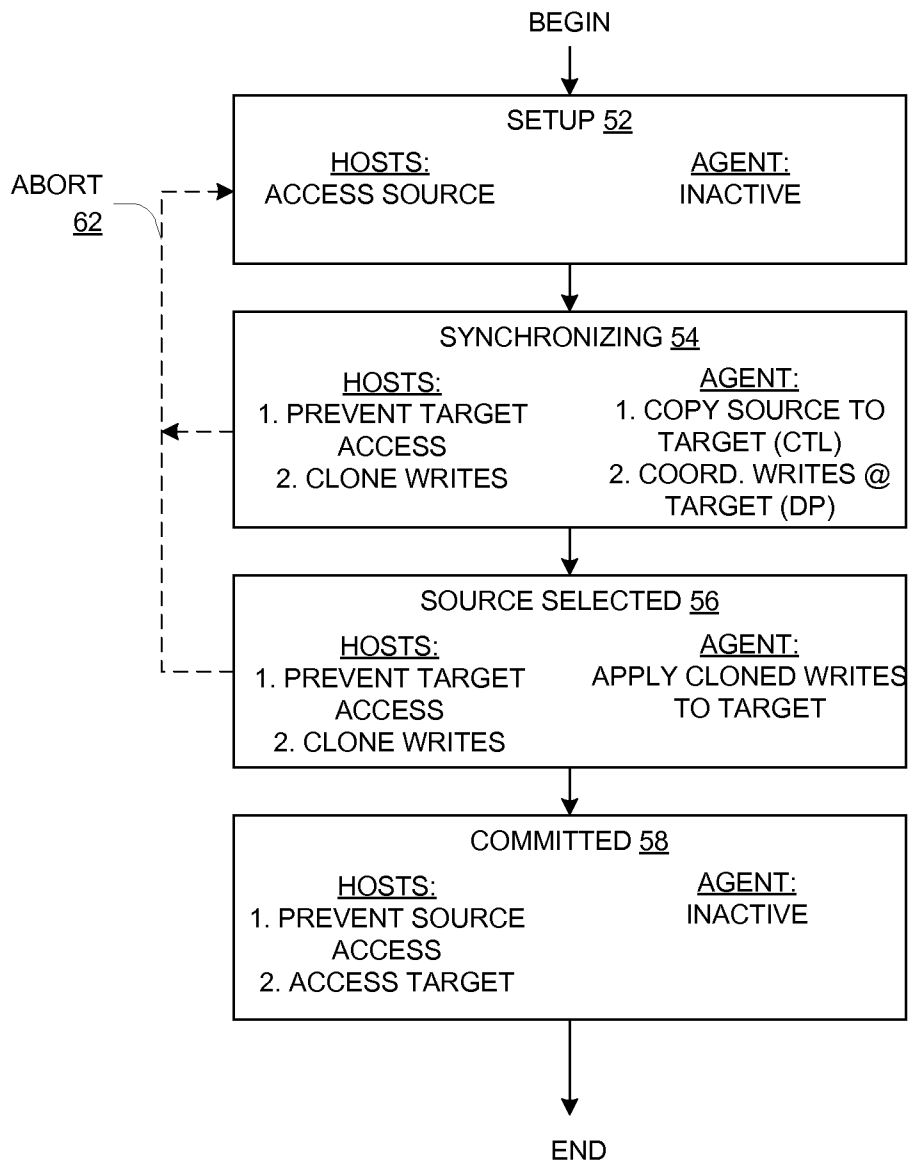 BEGIN
SETUP 52
HOSTS:
ACCESS SOURCE
AGENT:
INACTIVE
ABORT
62
SYNCHRONIZING 54
HOSTS:
1. PREVENT TARGET
ACCESS
2. CLONE WRITES
AGENT:
1. COPY SOURCE TO
TARGET (CTL)
2. COORD. WRITES @
TARGET (DP)
SOURCE SELECTED 56
HOSTS:
1. PREVENT TARGET
ACCESS
2. CLONE WRITES
AGENT:
APPLY CLONED WRITES
TO TARGET
COMMITTED 58
HOSTS:
1. PREVENT SOURCE
ACCESS
2. ACCESS TARGET
AGENT:
INACTIVE
END